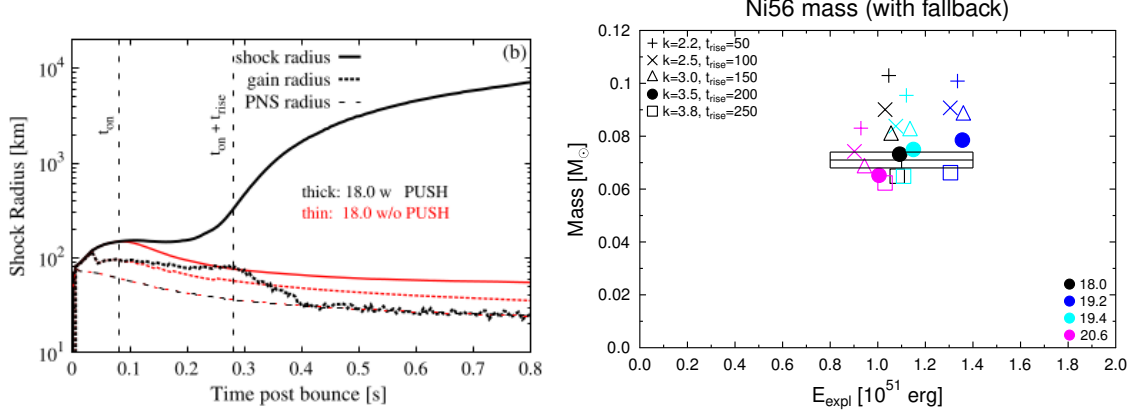 (b)
shock radius
gain radius
PNS radius
t_on
t_on + t_rise
thick: 18.0 w PUSH
thin: 18.0 w/o PUSH
Shock Radius [km]
10^4
10^3
10^2
10^1
0 0.1 0.2 0.3 0.4 0.5 0.6 0.7 0.8
Time post bounce [s]
Ni56 mass (with fallback)
k=2.2, t_rise=50
k=2.5, t_rise=100
k=3.0, t_rise=150
k=3.5, t_rise=200
k=3.8, t_rise=250
18.0
19.2
19.4
20.6
Mass [M_⊙]
0.12
0.1
0.08
0.06
0.04
0.02
0.0
0.0 0.2 0.4 0.6 0.8 1.0 1.2 1.4 1.6 1.8 2.0
E_expl [10^51 erg]